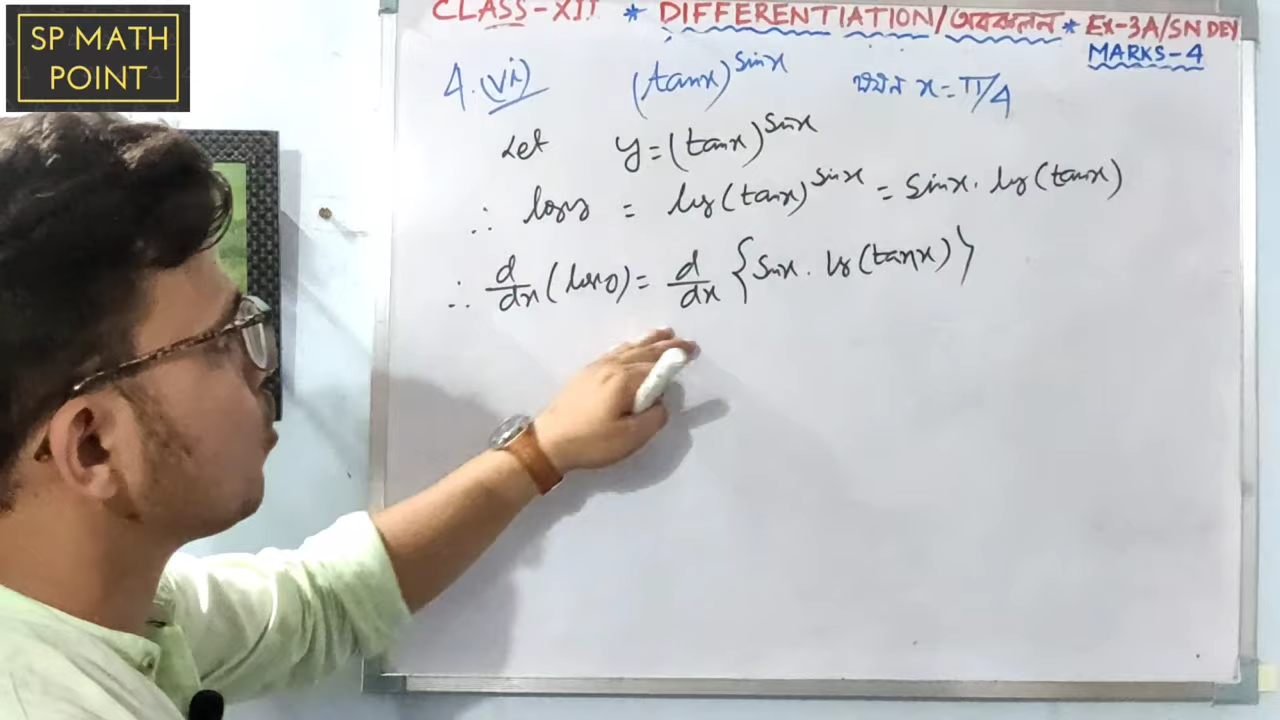 SP MATH
POINT
CLASS-XII * DIFFERENTIATION/অবকলন * Ex-3A/SN DEY
MARKS-4
4. (vi) (tanx)^sinx যখন x=π/4
Let y=(tanx)^sinx
∴ logy = log(tanx)^sinx = sinx. log(tanx)
∴ d/dx (logy) = d/dx {sinx. log(tanx)}